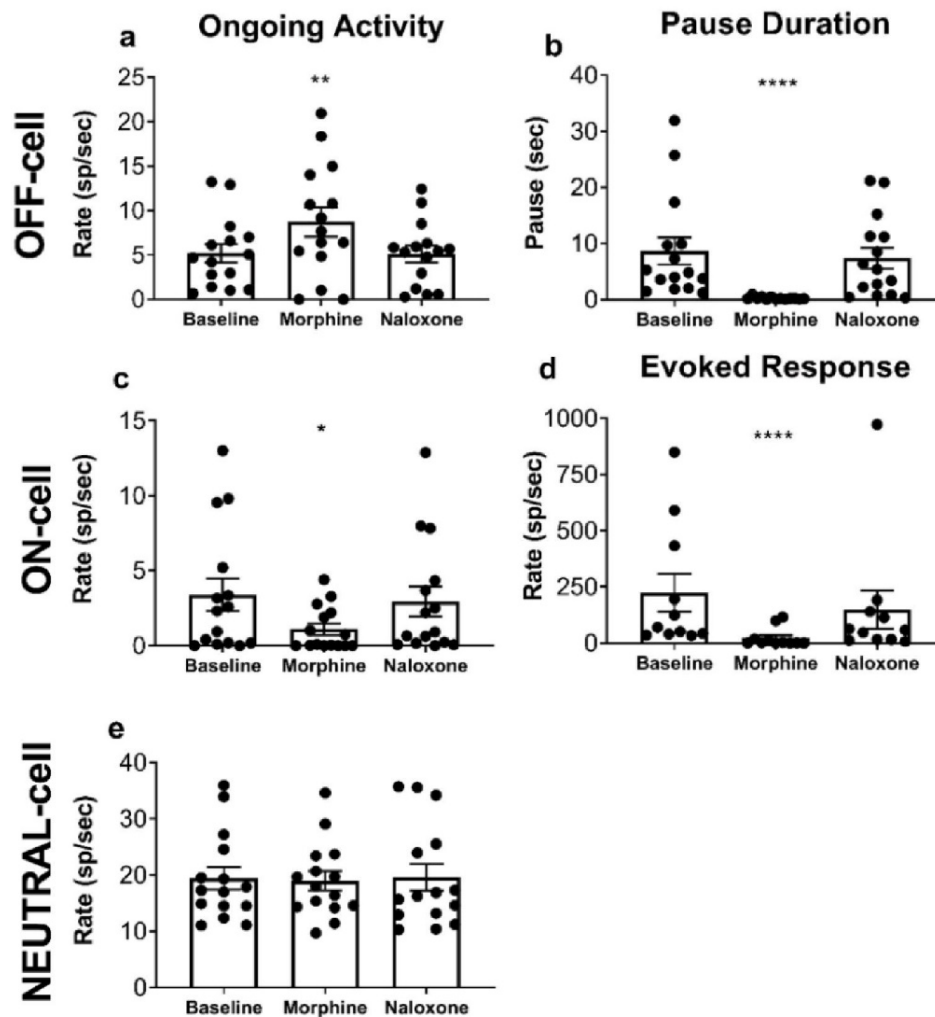 a
Ongoing Activity
OFF-cell
Rate (sp/sec)
25
20
15
10
5
0
**
Baseline
Morphine
Naloxone
b
Pause Duration
Pause (sec)
40
30
20
10
0
****
Baseline
Morphine
Naloxone
c
ON-cell
Rate (sp/sec)
15
10
5
0
*
Baseline
Morphine
Naloxone
d
Evoked Response
Rate (sp/sec)
1000
750
500
250
0
****
Baseline
Morphine
Naloxone
e
NEUTRAL-cell
Rate (sp/sec)
40
30
20
10
0
Baseline
Morphine
Naloxone